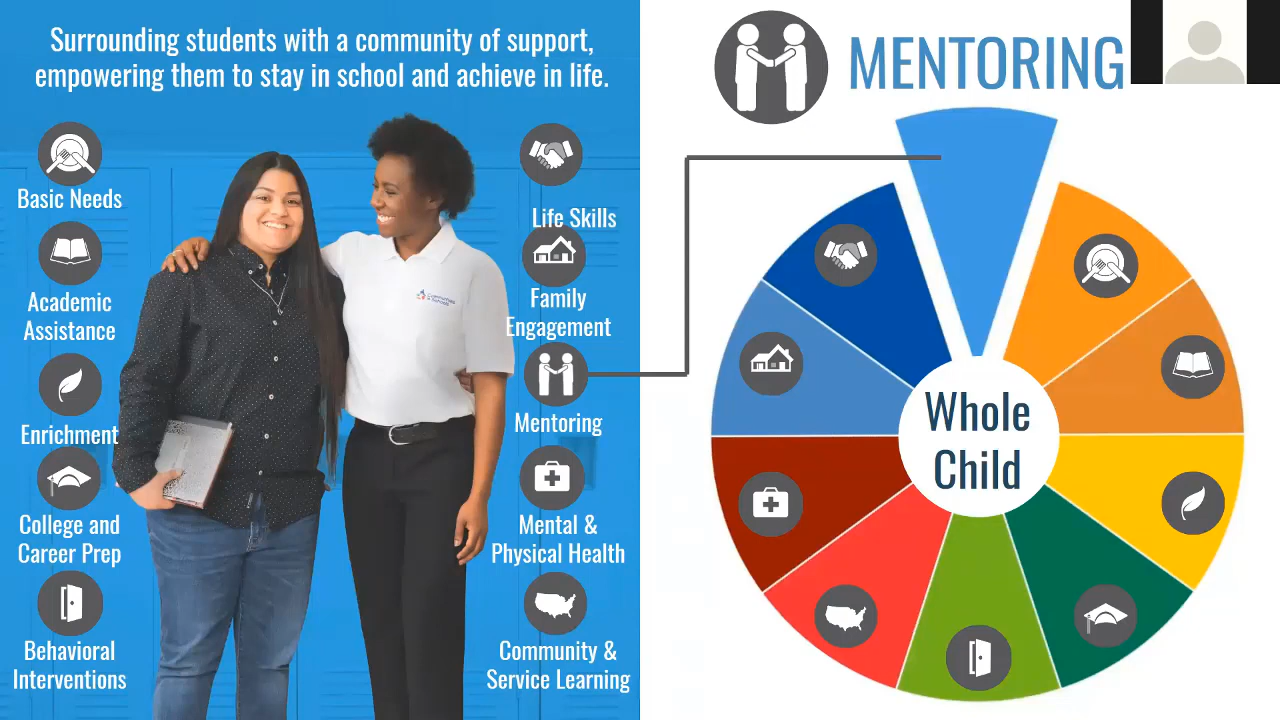 Surrounding students with a community of support,
empowering them to stay in school and achieve in life.
Basic Needs
Academic
Assistance
Enrichment
College and
Career Prep
Behavioral
Interventions
Life Skills
Family
Engagement
Mentoring
Mental &
Physical Health
Community &
Service Learning
MENTORING
Whole
Child